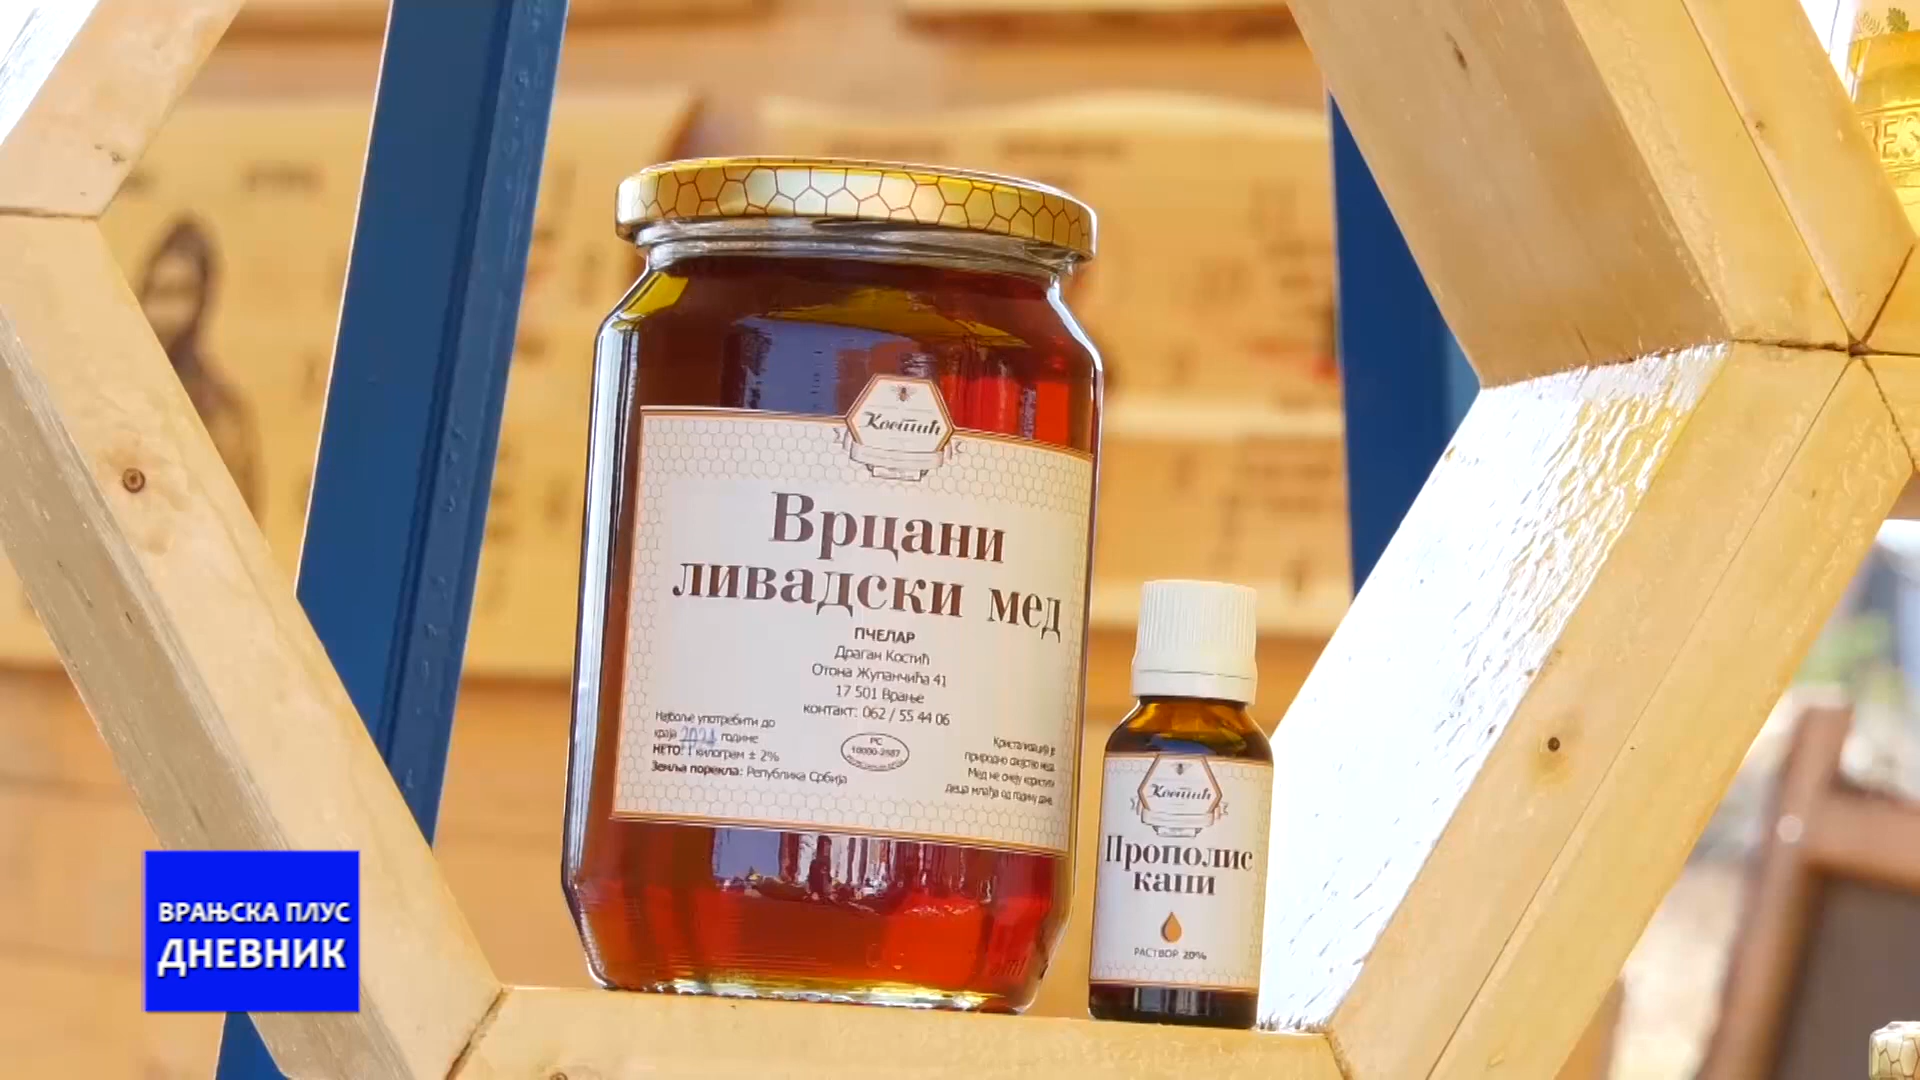 Костић
Врцани
ливадски мед
ПЧЕЛАР
Драган Костић
Отона Жупанчића 41
17 501 Врање
контакт: 062 / 55 44 06
Најбоље употребити до
краја године
НЕТО: 1 килограм ± 2%
Земља порекла: Република Србија
РС
Кристализација је
природно својство меда.
Мед не смеју користити
деца млађа од годину дана.
Костић
Прополис
капи
РАСТВОР 20%
ВРАЊСКА ПЛУС
ДНЕВНИК